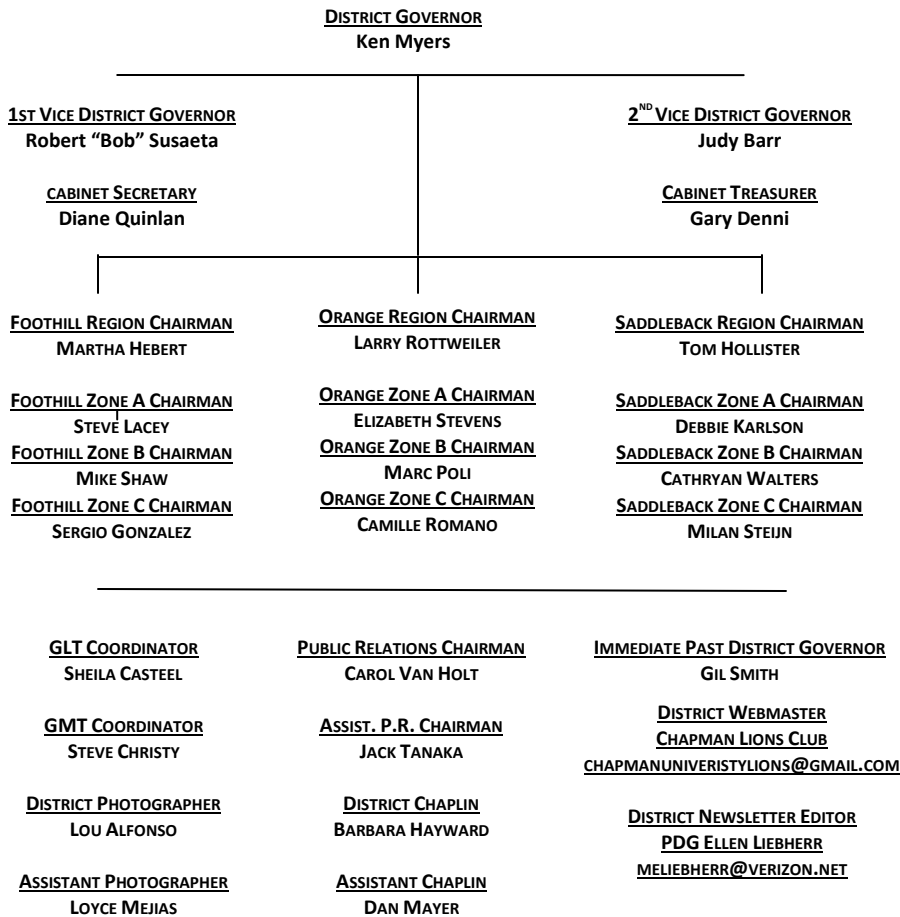 DISTRICT GOVERNOR
Ken Myers
1ST VICE DISTRICT GOVERNOR
Robert “Bob” Susaeta
2ND VICE DISTRICT GOVERNOR
Judy Barr
CABINET SECRETARY
Diane Quinlan
CABINET TREASURER
Gary Denni
FOOTHILL REGION CHAIRMAN
MARTHA HEBERT
ORANGE REGION CHAIRMAN
LARRY ROTTWEILER
SADDLEBACK REGION CHAIRMAN
TOM HOLLISTER
FOOTHILL ZONE A CHAIRMAN
STEVE LACEY
FOOTHILL ZONE B CHAIRMAN
MIKE SHAW
FOOTHILL ZONE C CHAIRMAN
SERGIO GONZALEZ
ORANGE ZONE A CHAIRMAN
ELIZABETH STEVENS
ORANGE ZONE B CHAIRMAN
MARC POLI
ORANGE ZONE C CHAIRMAN
CAMILLE ROMANO
SADDLEBACK ZONE A CHAIRMAN
DEBBIE KARLSON
SADDLEBACK ZONE B CHAIRMAN
CATHRYAN WALTERS
SADDLEBACK ZONE C CHAIRMAN
MILAN STEIJN
GLT COORDINATOR
SHEILA CASTEEL
GMT COORDINATOR
STEVE CHRISTY
DISTRICT PHOTOGRAPHER
LOU ALFONSO
ASSISTANT PHOTOGRAPHER
LOYCE MEJIAS
PUBLIC RELATIONS CHAIRMAN
CAROL VAN HOLT
ASSIST. P.R. CHAIRMAN
JACK TANAKA
DISTRICT CHAPLIN
BARBARA HAYWARD
ASSISTANT CHAPLIN
DAN MAYER
IMMEDIATE PAST DISTRICT GOVERNOR
GIL SMITH
DISTRICT WEBMASTER
CHAPMAN LIONS CLUB
CHAPMANUNIVERISTYLIONS@GMAIL.COM
DISTRICT NEWSLETTER EDITOR
PDG ELLEN LIEBHERR
MELIEBHERR@VERIZON.NET